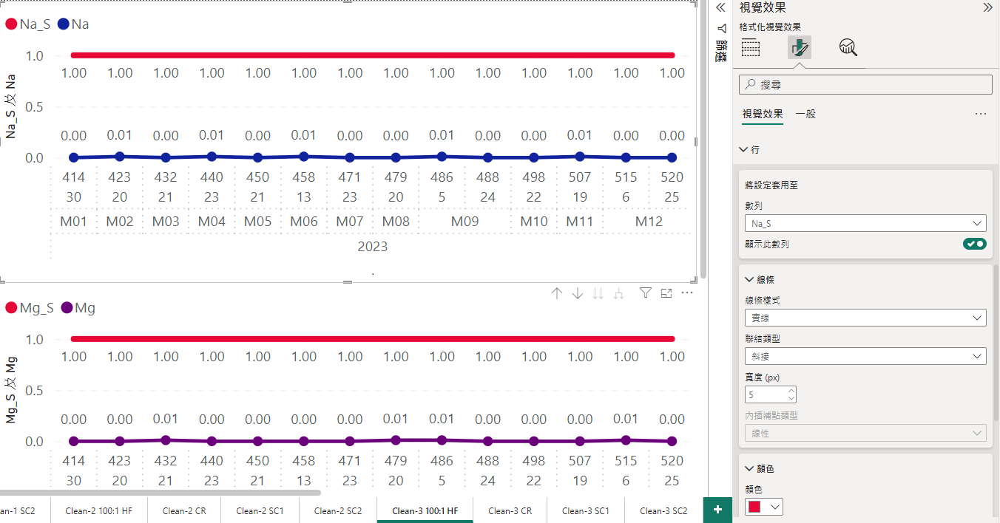 Na_S Na
1.0
1.00 1.00 1.00 1.00 1.00 1.00 1.00 1.00 1.00 1.00 1.00 1.00 1.00 1.00
Na_S 及 Na
0.5
0.00 0.01 0.00 0.01 0.00 0.01 0.00 0.00 0.01 0.00 0.00 0.01 0.00 0.00
0.0
414 423 432 440 450 458 471 479 486 488 498 507 515 520
30 20 21 23 21 13 23 20 5 24 22 19 6 25
M01 M02 M03 M04 M05 M06 M07 M08 M09 M10 M11 M12
2023
.
Mg_S Mg
1.0
1.00 1.00 1.00 1.00 1.00 1.00 1.00 1.00 1.00 1.00 1.00 1.00 1.00 1.00
Mg_S 及 Mg
0.5
0.00 0.00 0.01 0.00 0.00 0.00 0.00 0.01 0.01 0.00 0.00 0.00 0.01 0.00
0.0
414 423 432 440 450 458 471 479 486 488 498 507 515 520
30 20 21 23 21 13 23 20 5 24 22 19 6 25
an-1 SC2
Clean-2 100:1 HF
Clean-2 CR
Clean-2 SC1
Clean-2 SC2
Clean-3 100:1 HF
Clean-3 CR
Clean-3 SC1
Clean-3 SC2
篩選
視覺效果
格式化視覺效果
搜尋
視覺效果 一般
行
將設定套用至
數列
Na_S
顯示此數列
線條
線條樣式
實線
聯結類型
斜接
寬度 (px)
5
內插補點類型
線性
顏色
顏色